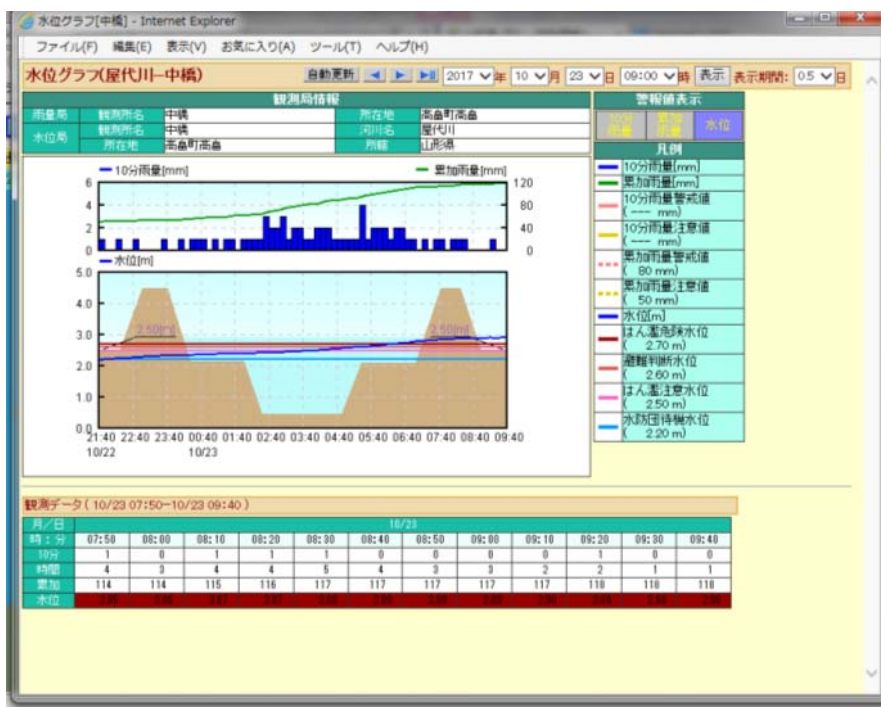 水位グラフ[中橋] - Internet Explorer
ファイル(F) 編集(E) 表示(V) お気に入り(A) ツール(T) ヘルプ(H)
水位グラフ(屋代川-中橋) 自動更新 2017 年 10 月 23 日 09:00 時 表示 表示期間: 0.5 日
観測局情報
雨量局 観測所名 中橋 所在地 高畠町高畠
水位局 観測所名 中橋 河川名 屋代川
所在地 高畠町高畠 所轄 山形県
警報値表示
10分雨量 累加雨量 水位
凡例
10分雨量[mm]
累加雨量[mm]
10分雨量警戒値
( --- mm)
10分雨量注意値
( --- mm)
累加雨量警戒値
( 80 mm)
累加雨量注意値
( 50 mm)
水位[m]
はん濫危険水位
( 2.70 m)
避難判断水位
( 2.60 m)
はん濫注意水位
( 2.50 m)
水防団待機水位
( 2.20 m)
10分雨量[mm] 累加雨量[mm]
6 120
4 80
2 40
0 0
水位[m]
5.0
4.0
3.0
2.50[m] 2.50[m]
2.0
1.0
0.0
21:40 22:40 23:40 00:40 01:40 02:40 03:40 04:40 05:40 06:40 07:40 08:40 09:40
10/22 10/23
観測データ ( 10/23 07:50-10/23 09:40 )
月/日 10/23
時:分 07:50 08:00 08:10 08:20 08:30 08:40 08:50 09:00 09:10 09:20 09:30 09:40
10分 1 0 1 1 1 0 0 0 0 1 0 0
時間 4 3 4 4 5 4 3 3 2 2 1 1
累加 114 114 115 116 117 117 117 117 117 118 118 118
水位